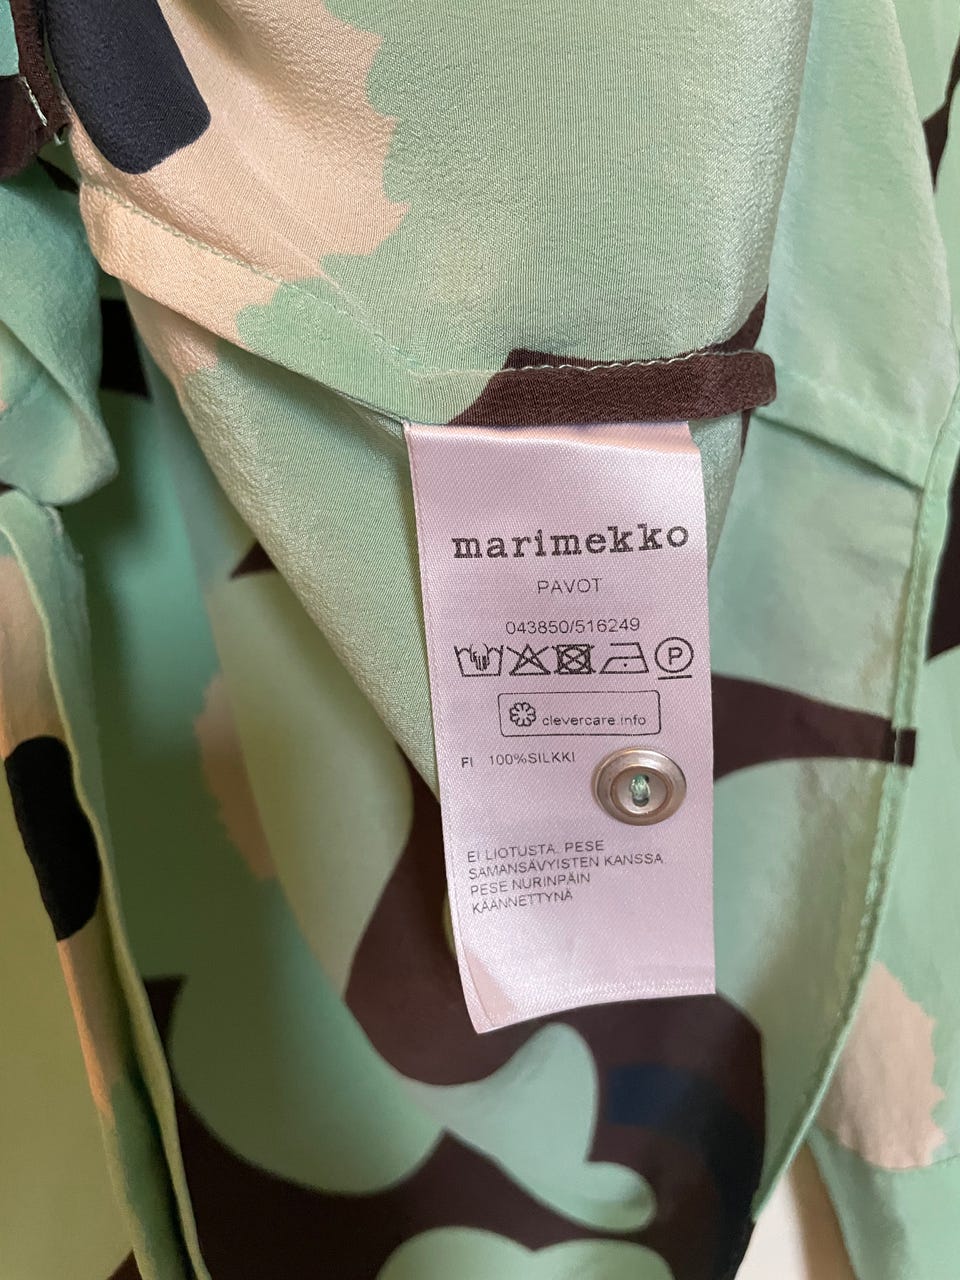 marimekko
PAVOT
043850/516249
P
clevercare.info
FI 100%SILKKI
EI LIOTUSTA. PESE
SAMANSÄVYISTEN KANSSA
PESE NURINPÄIN
KÄÄNNETTYNÄ